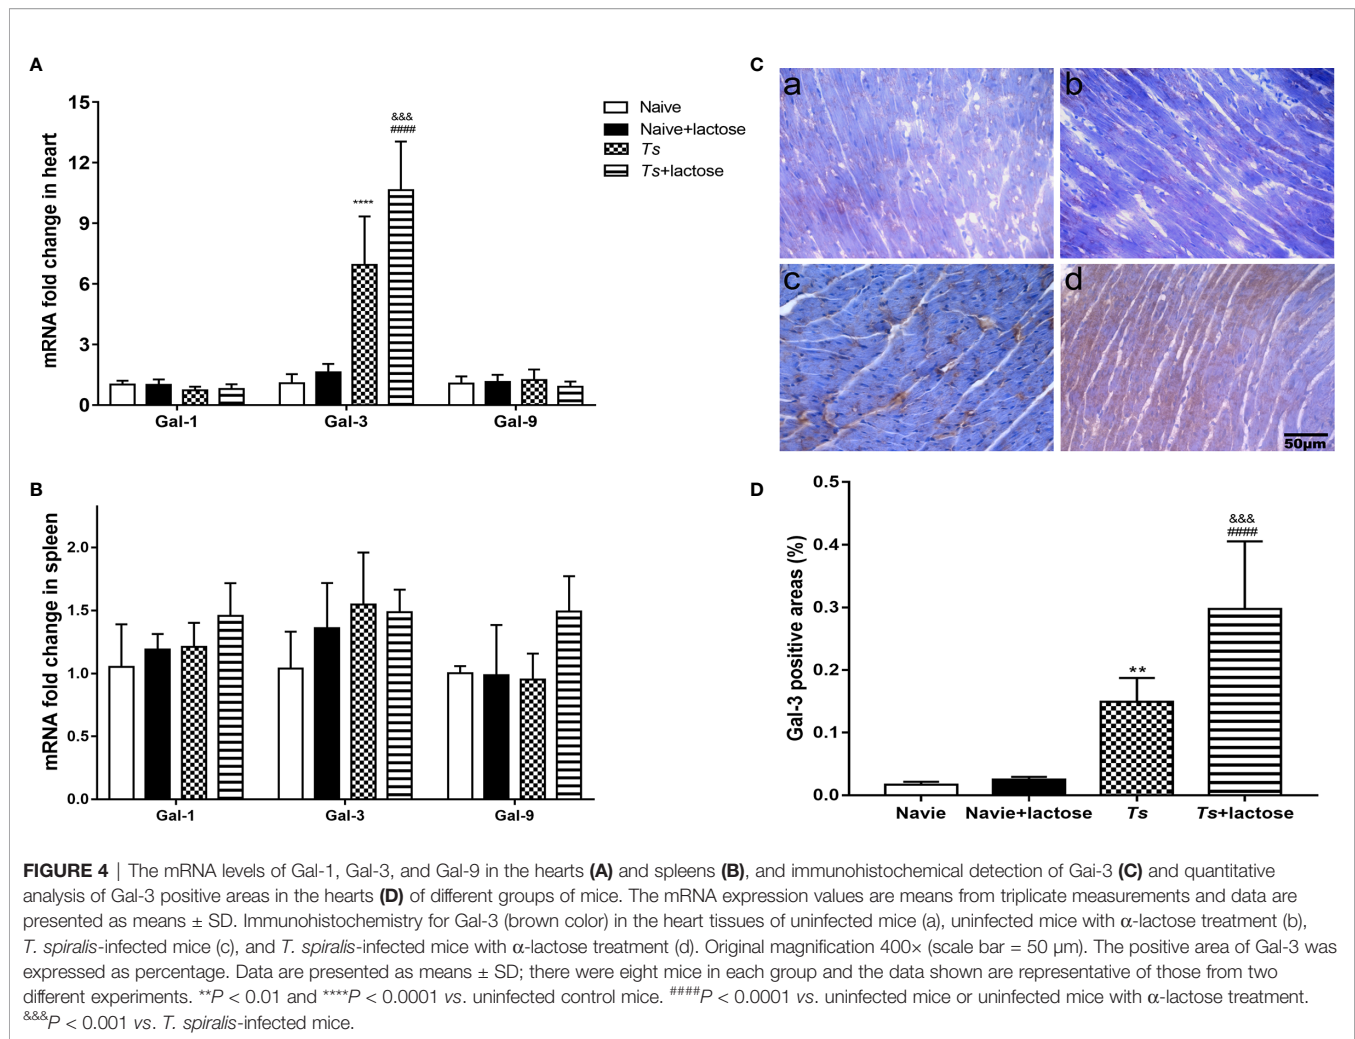 A
mRNA fold change in heart
15
12
9
6
3
0
&&&
####
****
Gal-1
Gal-3
Gal-9
Naive
Naive+lactose
Ts
Ts+lactose
C
a
b
c
d
50μm
B
mRNA fold change in spleen
2.0
1.5
1.0
0.5
0.0
Gal-1
Gal-3
Gal-9
D
Gal-3 positive areas (%)
0.5
0.4
0.3
0.2
0.1
0.0
&&&
####
**
Navie
Navie+lactose
Ts
Ts+lactose
FIGURE 4 | The mRNA levels of Gal-1, Gal-3, and Gal-9 in the hearts (A) and spleens (B), and immunohistochemical detection of Gai-3 (C) and quantitative
analysis of Gal-3 positive areas in the hearts (D) of different groups of mice. The mRNA expression values are means from triplicate measurements and data are
presented as means ± SD. Immunohistochemistry for Gal-3 (brown color) in the heart tissues of uninfected mice (a), uninfected mice with α-lactose treatment (b),
T. spiralis-infected mice (c), and T. spiralis-infected mice with α-lactose treatment (d). Original magnification 400× (scale bar = 50 μm). The positive area of Gal-3 was
expressed as percentage. Data are presented as means ± SD; there were eight mice in each group and the data shown are representative of those from two
different experiments. **P < 0.01 and ****P < 0.0001 vs. uninfected control mice. ####P < 0.0001 vs. uninfected mice or uninfected mice with α-lactose treatment.
&&&P < 0.001 vs. T. spiralis-infected mice.